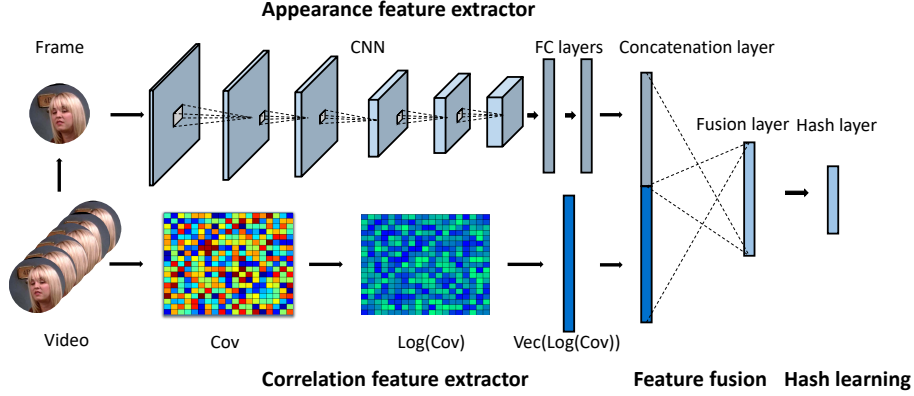 Appearance feature extractor
Frame
CNN
FC layers
Concatenation layer
Fusion layer
Hash layer
Video
Cov
Log(Cov)
Vec(Log(Cov))
Correlation feature extractor
Feature fusion
Hash learning